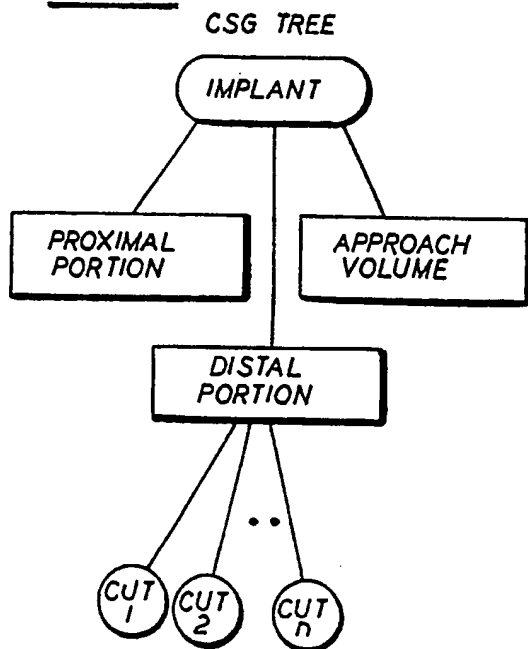 CSG TREE
IMPLANT
PROXIMAL
PORTION
APPROACH
VOLUME
DISTAL
PORTION
CUT
1
CUT
2
CUT
n